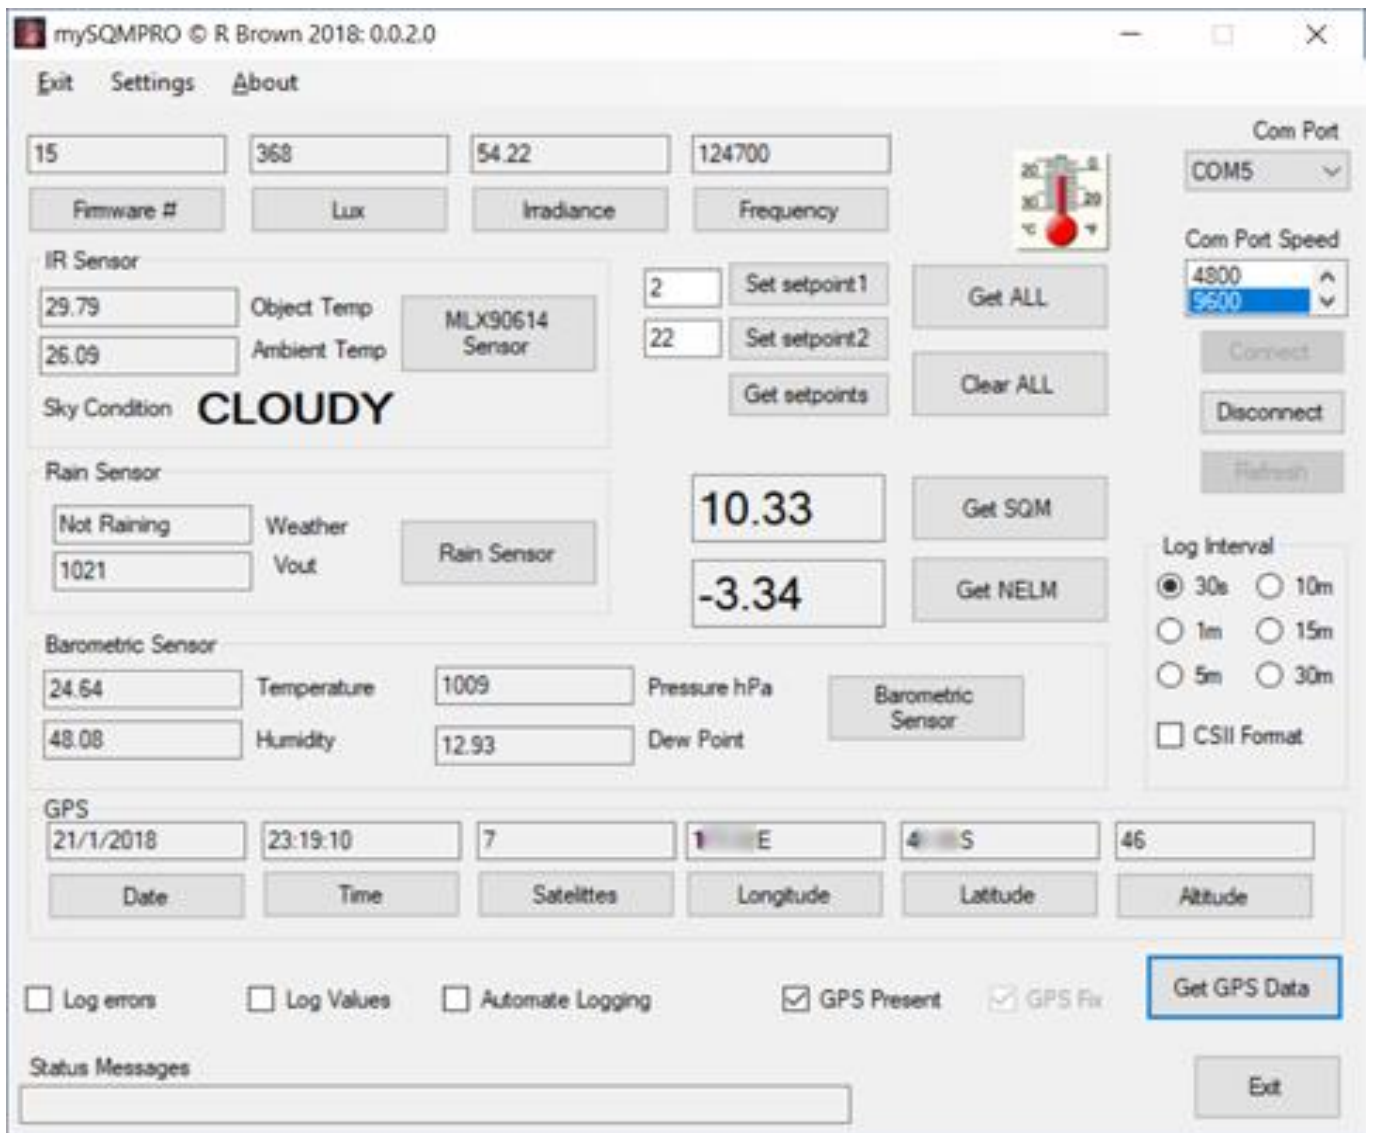 mySQMPRO © R Brown 2018: 0.0.2.0
Exit Settings About
Com Port
15 368 54.22 124700
COM5
Firmware # Lux Irradiance Frequency
20 0
20
°C °F
Com Port Speed
4800
9600
IR Sensor
29.79 Object Temp
26.09 Ambient Temp
MLX90614
Sensor
Sky Condition CLOUDY
2 Set setpoint1
22 Set setpoint2
Get setpoints
Get ALL
Clear ALL
Connect
Disconnect
Refresh
Rain Sensor
Not Raining Weather
1021 Vout
Rain Sensor
10.33 Get SQM
-3.34 Get NELM
Log Interval
30s 10m
1m 15m
5m 30m
CSII Format
Barometric Sensor
24.64 Temperature 1009 Pressure hPa
48.08 Humidity 12.93 Dew Point
Barometric
Sensor
GPS
21/1/2018 23:19:10 7 1 E 4 S 46
Date Time Satelittes Longitude Latitude Altitude
Log errors Log Values Automate Logging GPS Present GPS Fix
Get GPS Data
Status Messages
Exit